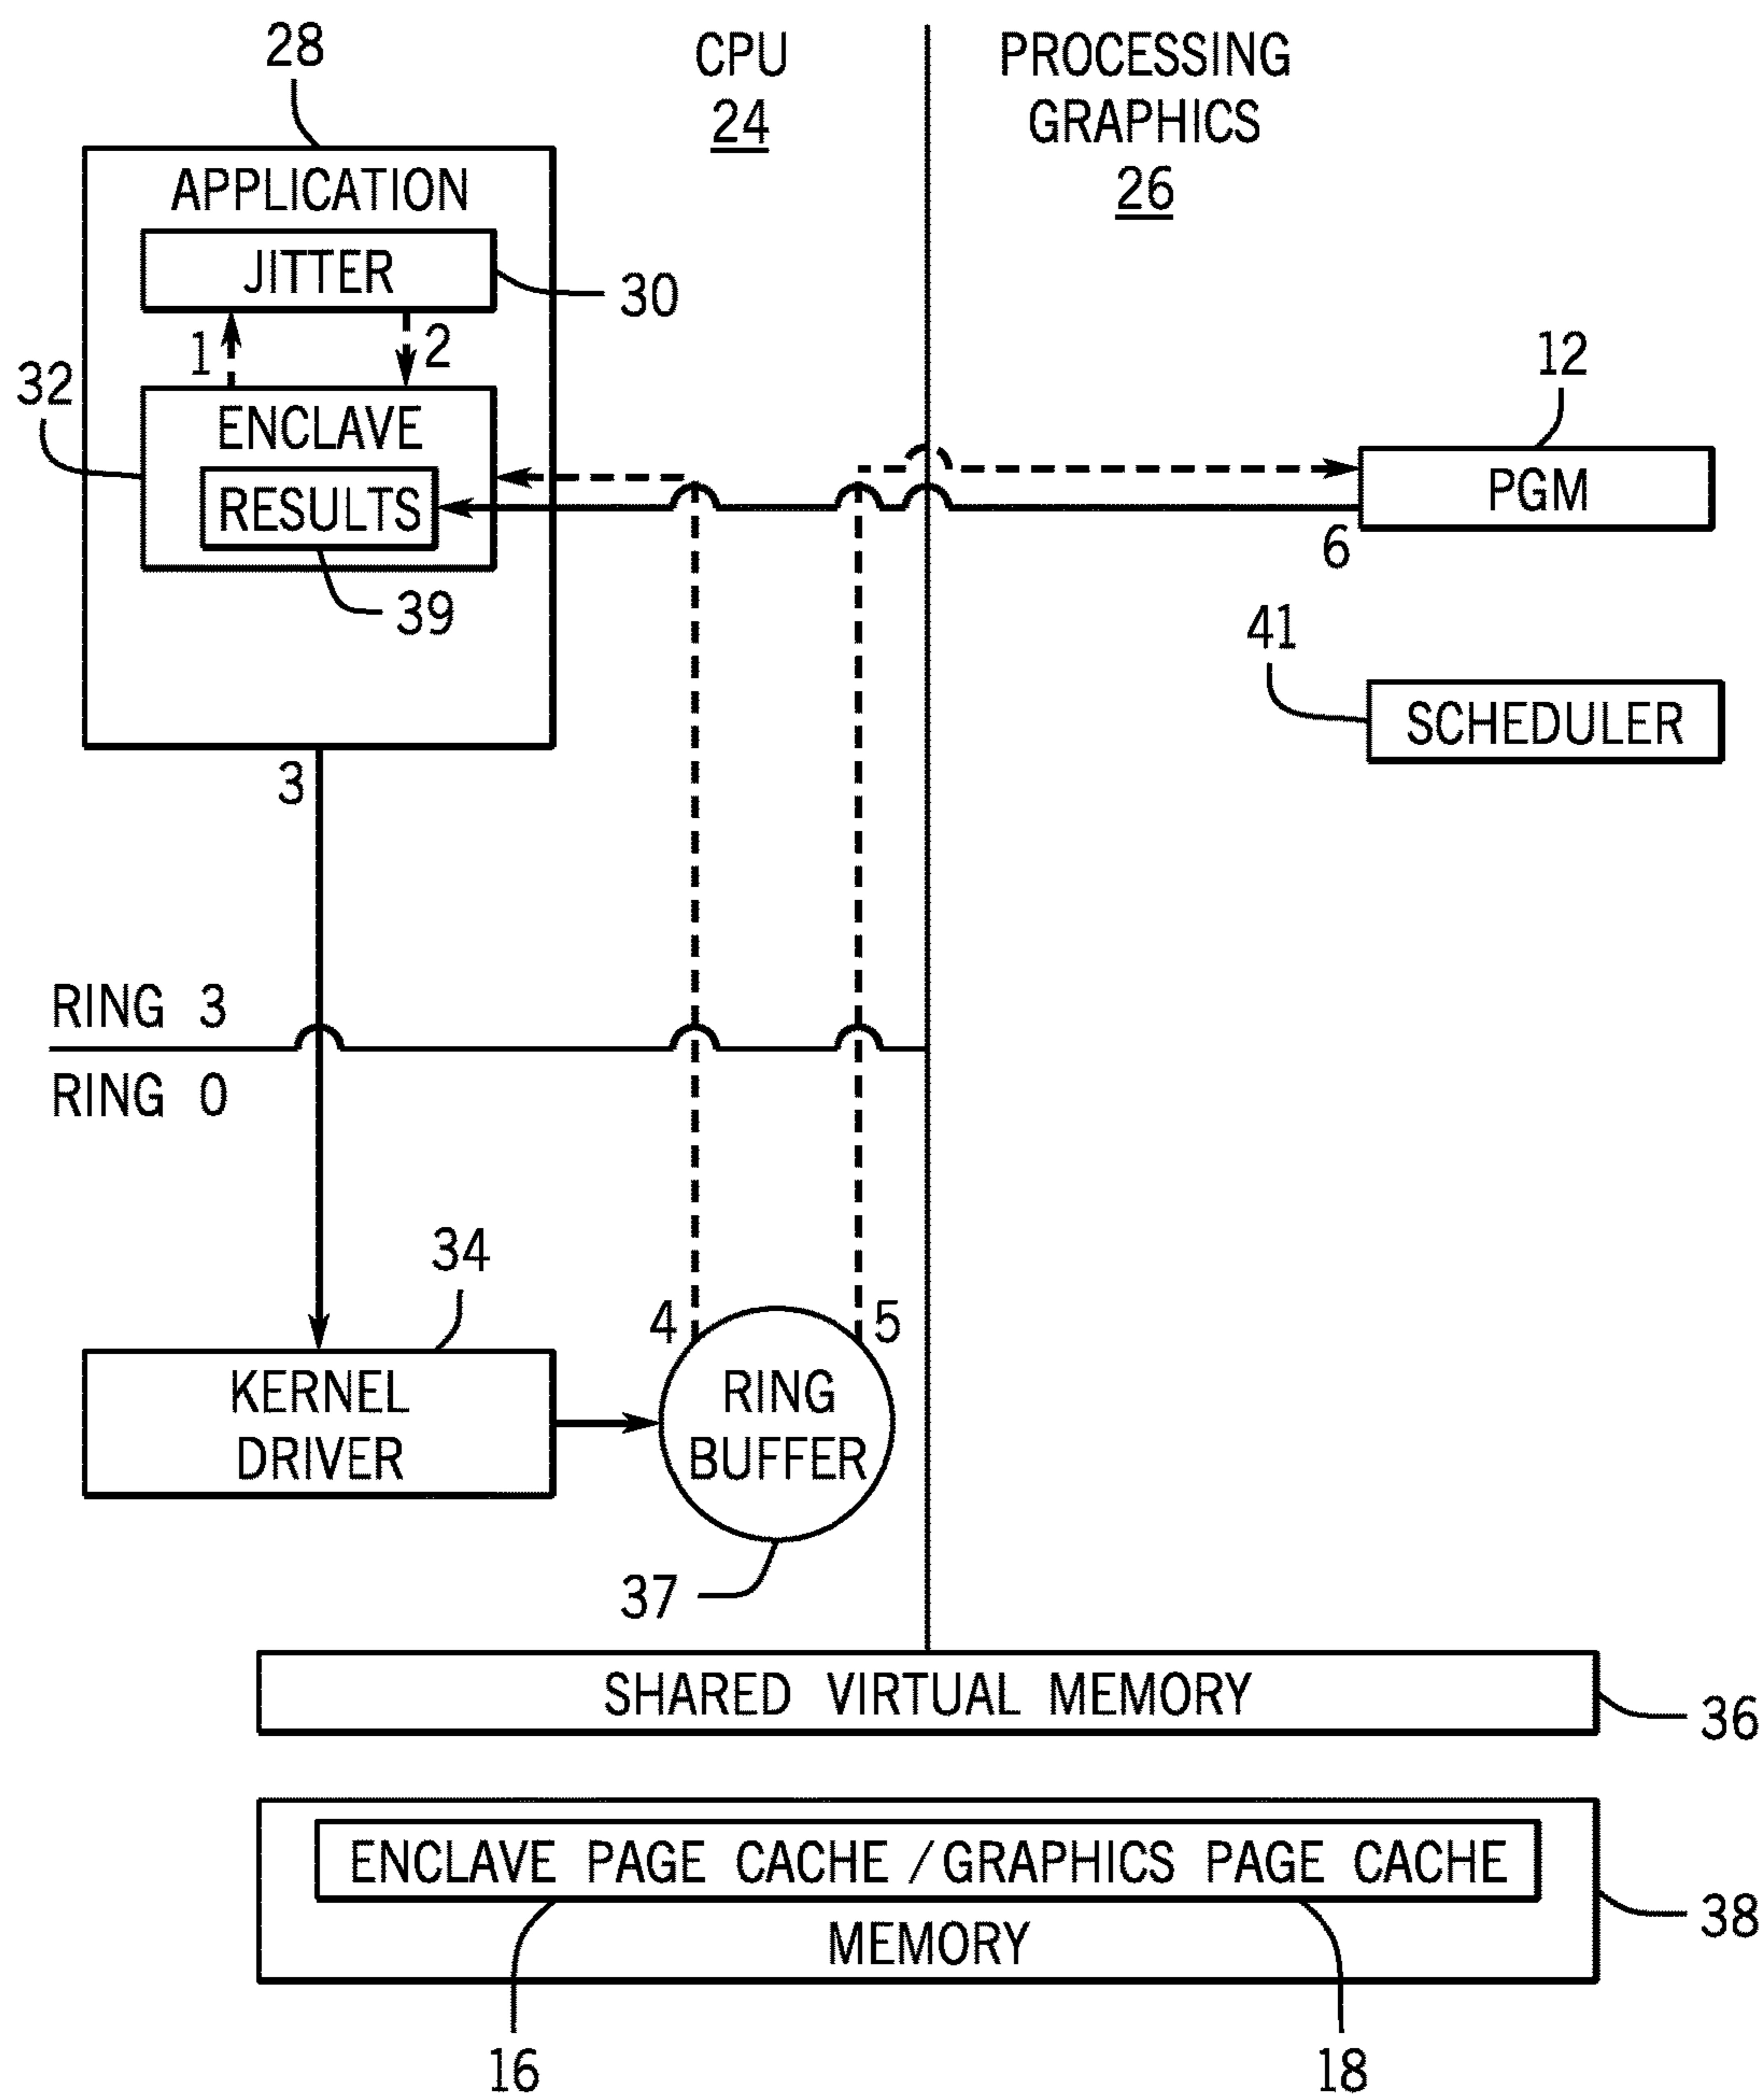 28
CPU
24
PROCESSING
GRAPHICS
26
APPLICATION
JITTER
30
1
2
32
ENCLAVE
RESULTS
39
12
PGM
6
41
SCHEDULER
3
RING 3
RING 0
34
KERNEL
DRIVER
4
5
RING
BUFFER
37
SHARED VIRTUAL MEMORY
36
ENCLAVE PAGE CACHE / GRAPHICS PAGE CACHE
MEMORY
38
16
18